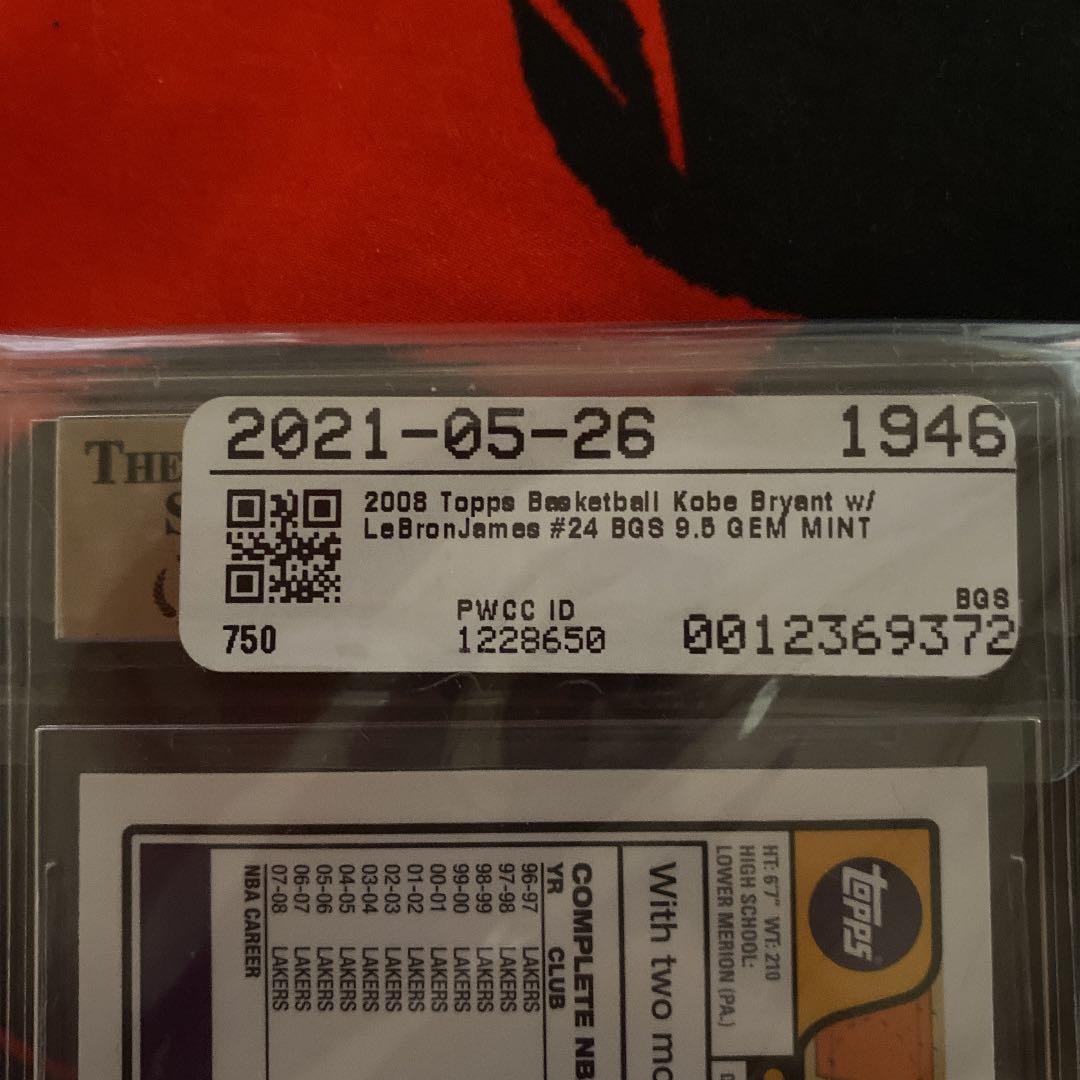 THE
S
2021-05-26 1946
2008 Topps Basketball Kobe Bryant w/
LeBronJames #24 BGS 9.5 GEM MINT
PWCC ID
BGS
750 1228650 0012369372
topps
HT: 6'7" WT: 210
HIGH SCHOOL:
LOWER MERION (PA.)
With two mo
COMPLETE NB
YR CLUB
96-97 LAKERS
97-98 LAKERS
98-99 LAKERS
99-00 LAKERS
00-01 LAKERS
01-02 LAKERS
02-03 LAKERS
03-04 LAKERS
04-05 LAKERS
05-06 LAKERS
06-07 LAKERS
07-08 LAKERS
NBA CAREER